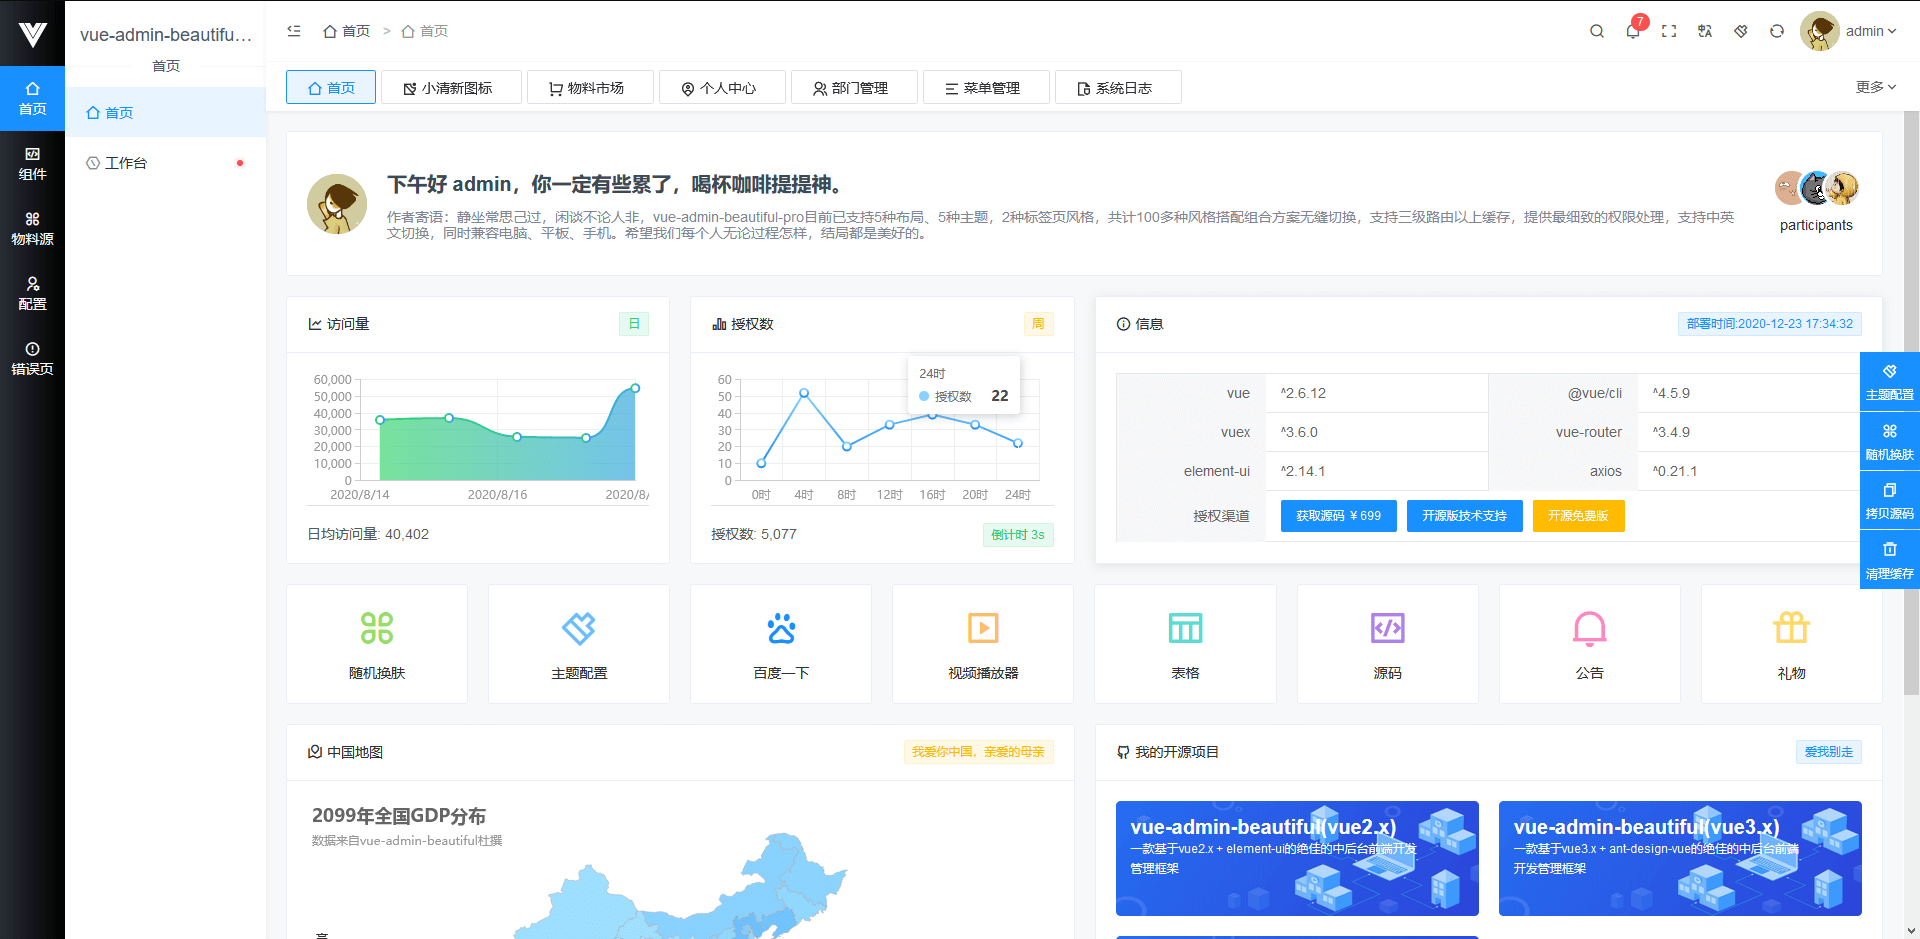 vue-admin-beautifu...
首页
首页
组件
物料源
配置
错误页
首页
工作台
首页 > 首页
7
admin
首页
小清新图标
物料市场
个人中心
部门管理
菜单管理
系统日志
更多
下午好 admin，你一定有些累了，喝杯咖啡提提神。
作者寄语：静坐常思己过，闲谈不论人非，vue-admin-beautiful-pro目前已支持5种布局、5种主题，2种标签页风格，共计100多种风格搭配组合方案无缝切换，支持三级路由以上缓存，提供最细致的权限处理，支持中英
文切换，同时兼容电脑、平板、手机。希望我们每个人无论过程怎样，结局都是美好的。
participants
访问量
日
60,000
50,000
40,000
30,000
20,000
10,000
0
2020/8/14
2020/8/16
2020/8/
日均访问量: 40,402
授权数
周
60
50
40
30
20
10
0
0时
4时
8时
12时
16时
20时
24时
24时
授权数 22
授权数: 5,077
倒计时 3s
信息
部署时间:2020-12-23 17:34:32
vue ^2.6.12 @vue/cli ^4.5.9
vuex ^3.6.0 vue-router ^3.4.9
element-ui ^2.14.1 axios ^0.21.1
授权渠道 获取源码 ¥ 699 开源版技术支持 开源免费版
主题配置
随机换肤
拷贝源码
清理缓存
随机换肤
主题配置
百度一下
视频播放器
表格
源码
公告
礼物
中国地图
我爱你中国，亲爱的母亲
2099年全国GDP分布
数据来自vue-admin-beautiful杜撰
高
我的开源项目
爱我别走
vue-admin-beautiful(vue2.x)
一款基于vue2.x + element-ui的绝佳的中后台前端开发
管理框架
vue-admin-beautiful(vue3.x)
一款基于vue3.x + ant-design-vue的绝佳的中后台前端
开发管理框架